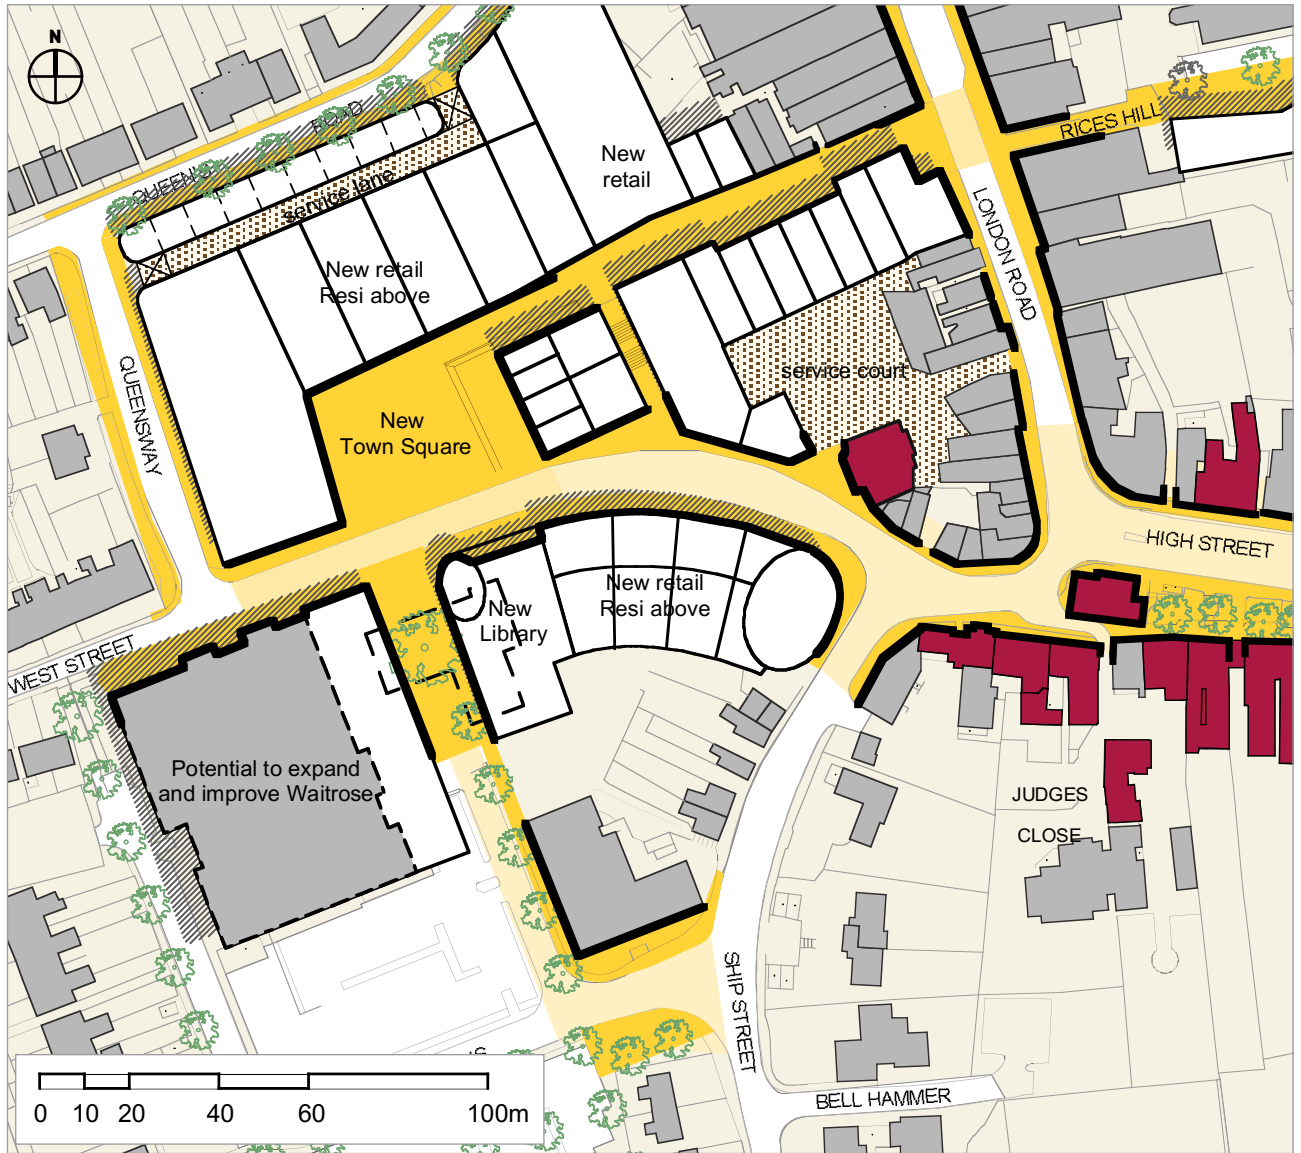 N
QUEEN'S ROAD
RICES HILL
service lane
New
retail
LONDON ROAD
New retail
Resi above
QUEENSWAY
service court
New
Town Square
HIGH STREET
New retail
Resi above
New
Library
WEST STREET
Potential to expand
and improve Waitrose
JUDGES
CLOSE
SHIP STREET
BELL HAMMER
0 10 20 40 60 100m